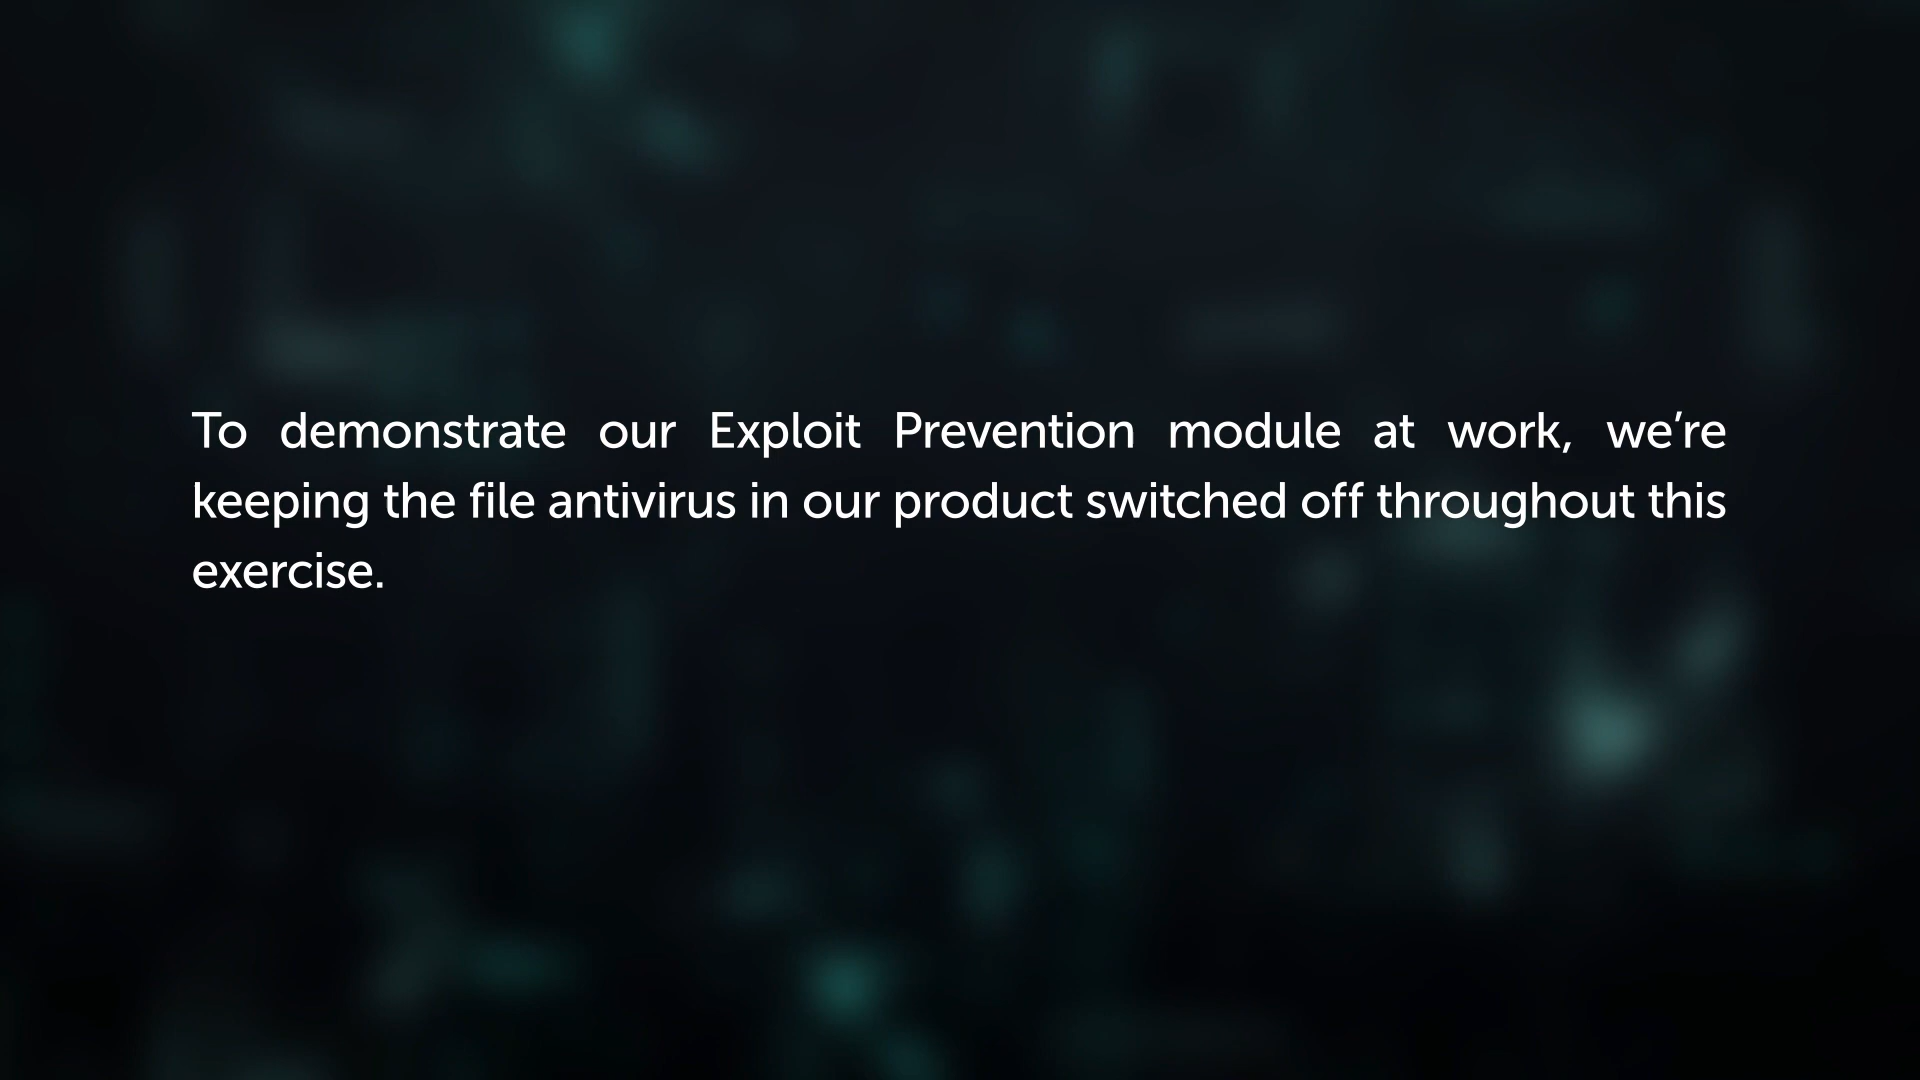 To demonstrate our Exploit Prevention module at work, we’re
keeping the file antivirus in our product switched off throughout this
exercise.